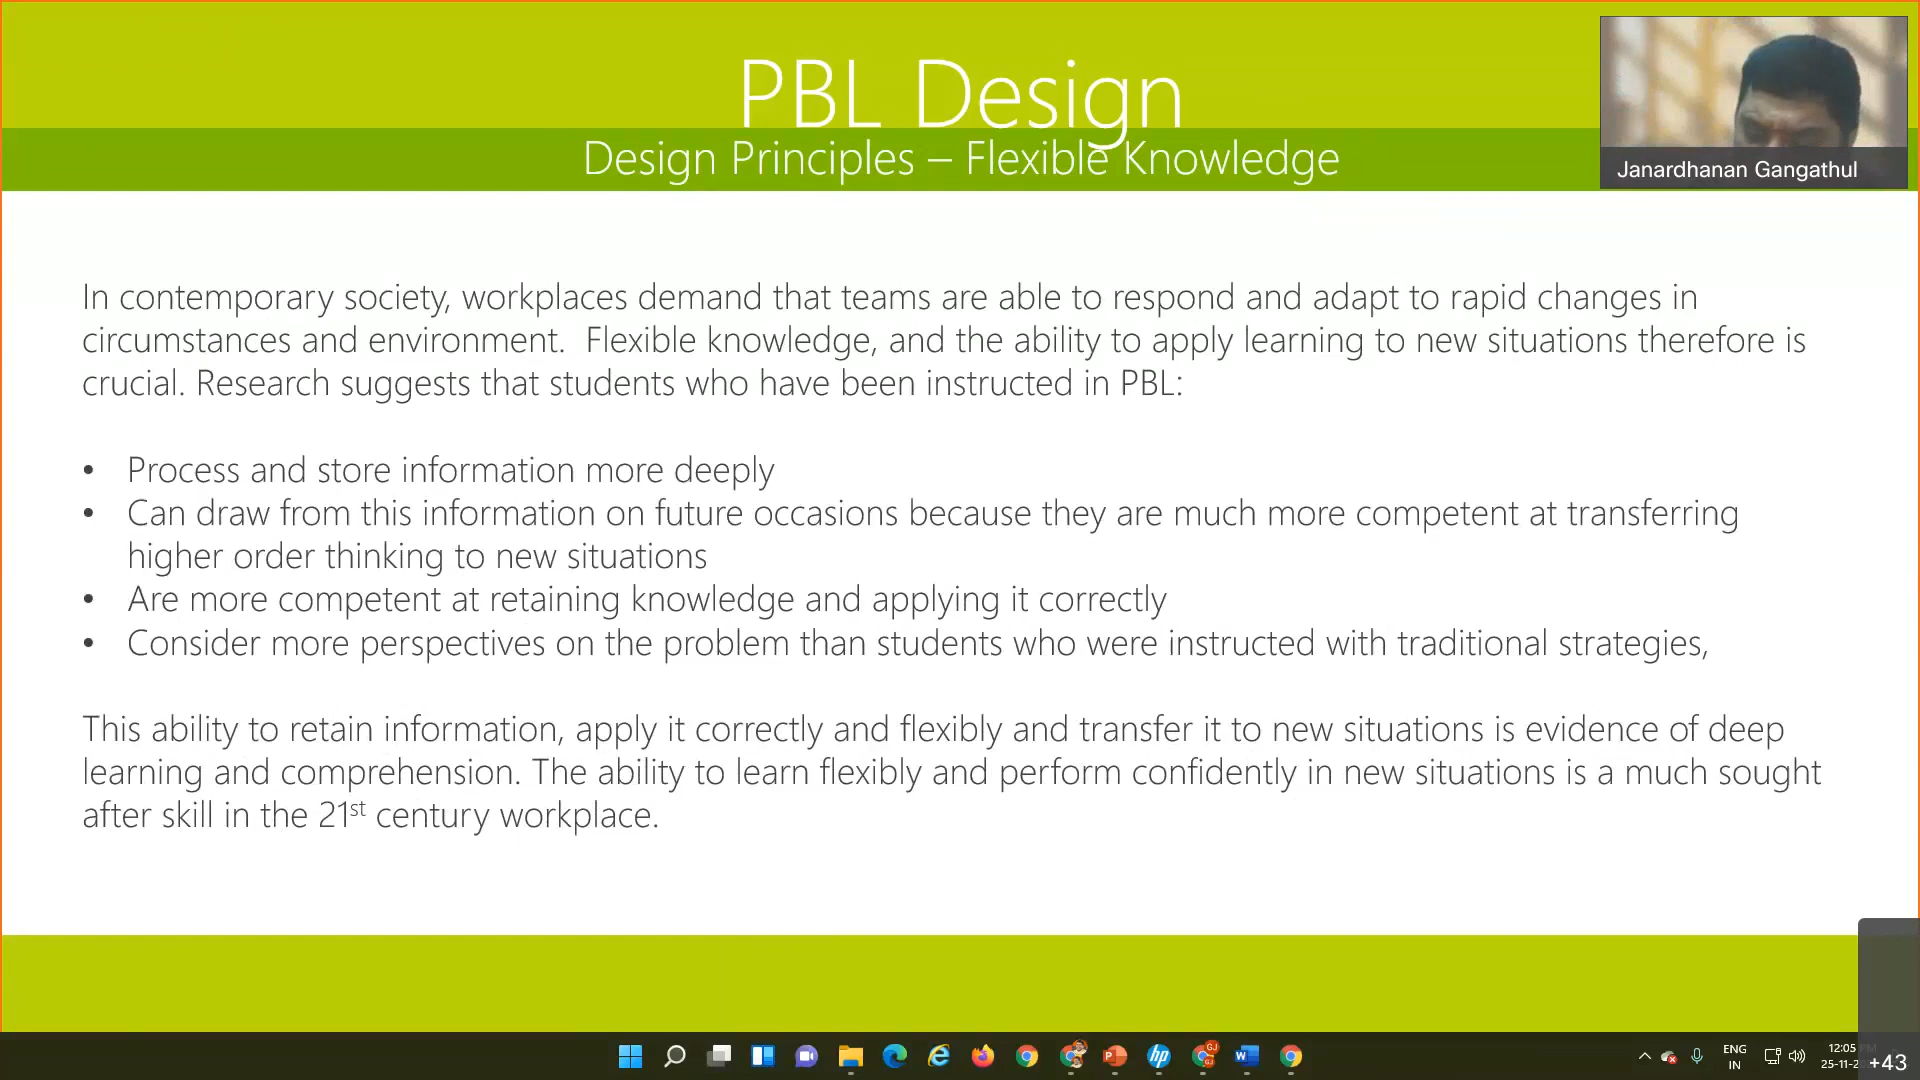 PBL Design
Design Principles – Flexible Knowledge
Janardhanan Gangathul
In contemporary society, workplaces demand that teams are able to respond and adapt to rapid changes in
circumstances and environment.  Flexible knowledge, and the ability to apply learning to new situations therefore is
crucial. Research suggests that students who have been instructed in PBL:
• Process and store information more deeply
• Can draw from this information on future occasions because they are much more competent at transferring
higher order thinking to new situations
• Are more competent at retaining knowledge and applying it correctly
• Consider more perspectives on the problem than students who were instructed with traditional strategies,
This ability to retain information, apply it correctly and flexibly and transfer it to new situations is evidence of deep
learning and comprehension. The ability to learn flexibly and perform confidently in new situations is a much sought
after skill in the 21st century workplace.
ENG
IN
12:05
25-11-2
+43